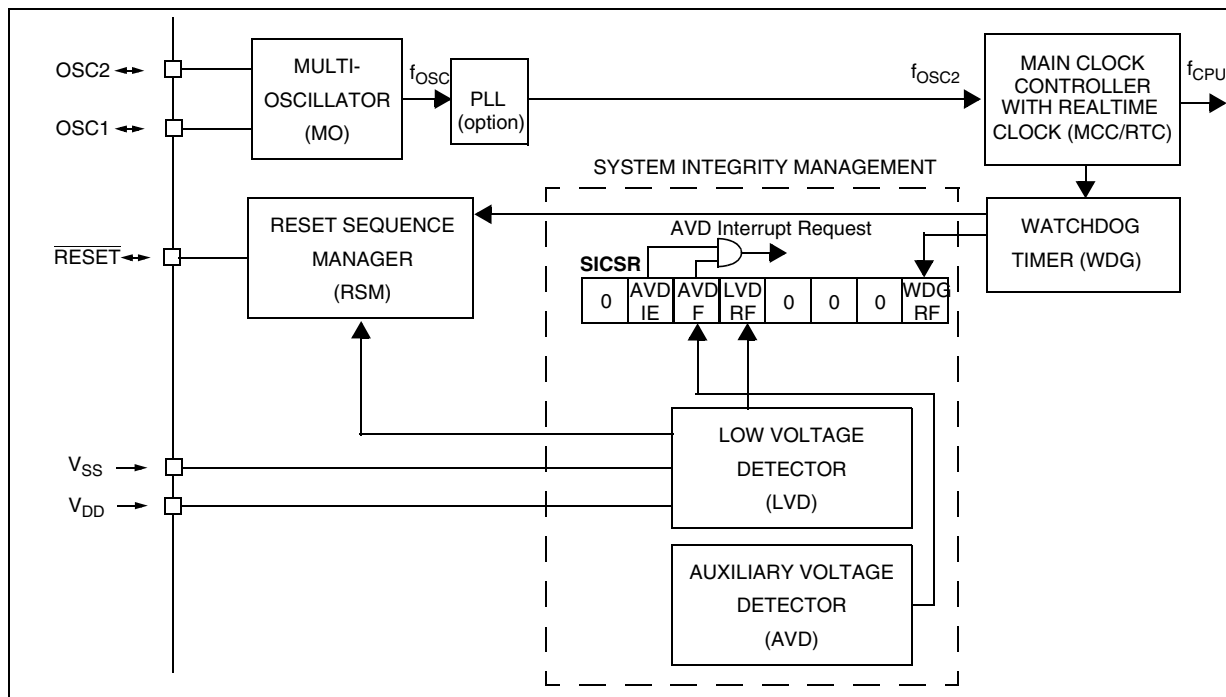 OSC2
OSC1
MULTI-
OSCILLATOR
(MO)
fOSC
PLL
(option)
fOSC2
MAIN CLOCK
CONTROLLER
WITH REALTIME
CLOCK (MCC/RTC)
fCPU
SYSTEM INTEGRITY MANAGEMENT
RESET
RESET SEQUENCE
MANAGER
(RSM)
AVD Interrupt Request
WATCHDOG
TIMER (WDG)
SICSR
0
AVD
IE
AVD
F
LVD
RF
0
0
0
WDG
RF
VSS
VDD
LOW VOLTAGE
DETECTOR
(LVD)
AUXILIARY VOLTAGE
DETECTOR
(AVD)